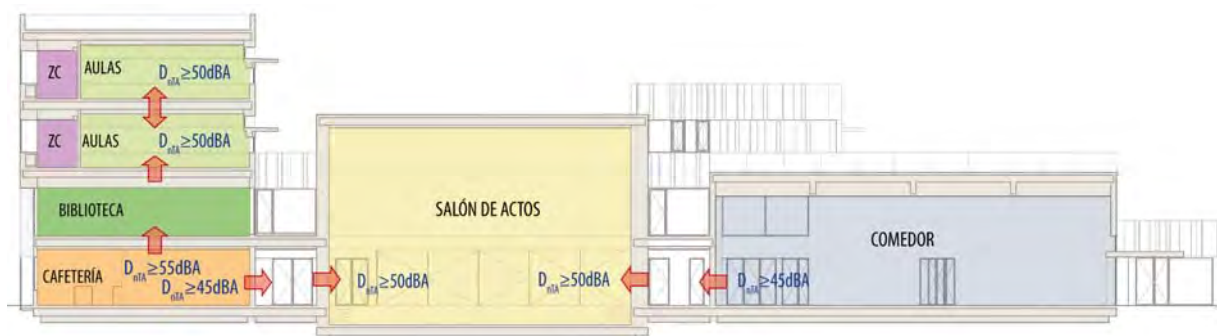 ZC AULAS DnTA≥50dBA
ZC AULAS DnTA≥50dBA
BIBLIOTECA
SALÓN DE ACTOS
COMEDOR
CAFETERÍA DnTA≥55dBA
DnTA≥45dBA
DnTA≥50dBA
DnTA≥50dBA
DnTA≥45dBA